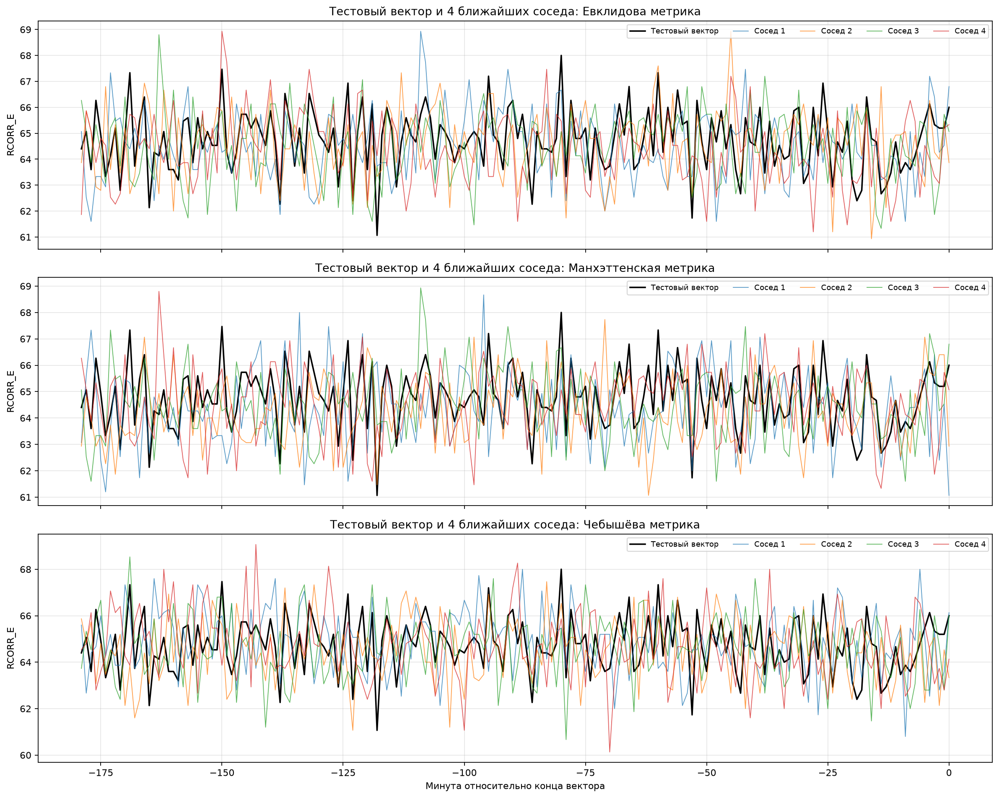 Тестовый вектор и 4 ближайших соседа: Евклидова метрика
Тестовый вектор Сосед 1 Сосед 2 Сосед 3 Сосед 4
69
68
67
66
65
64
63
62
61
RCORR_E
Тестовый вектор и 4 ближайших соседа: Манхэттенская метрика
Тестовый вектор Сосед 1 Сосед 2 Сосед 3 Сосед 4
69
68
67
66
65
64
63
62
61
RCORR_E
Тестовый вектор и 4 ближайших соседа: Чебышёва метрика
Тестовый вектор Сосед 1 Сосед 2 Сосед 3 Сосед 4
68
66
64
62
60
RCORR_E
−175 −150 −125 −100 −75 −50 −25 0
Минута относительно конца вектора